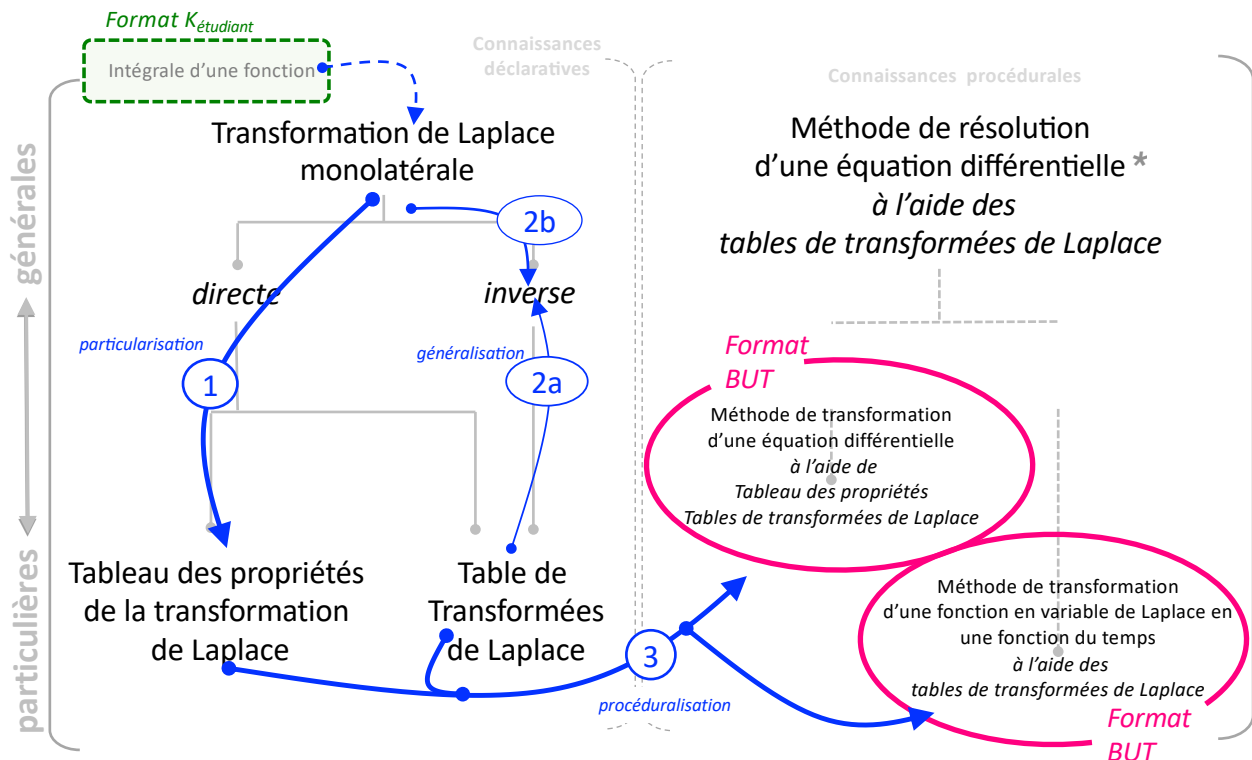 Format K étudiant
Intégrale d'une fonction
Connaissances
déclaratives
Connaissances procédurales
générales
particulières
Transformation de Laplace
monolatérale
2b
directe
inverse
particularisation
1
généralisation
2a
Tableau des propriétés
de la transformation
de Laplace
Table de
Transformées
de Laplace
3
procéduralisation
Méthode de résolution
d'une équation différentielle *
à l'aide des
tables de transformées de Laplace
Format
BUT
Méthode de transformation
d'une équation différentielle
à l'aide de
Tableau des propriétés
Tables de transformées de Laplace
Méthode de transformation
d'une fonction en variable de Laplace en
une fonction du temps
à l'aide des
tables de transformées de Laplace
Format
BUT